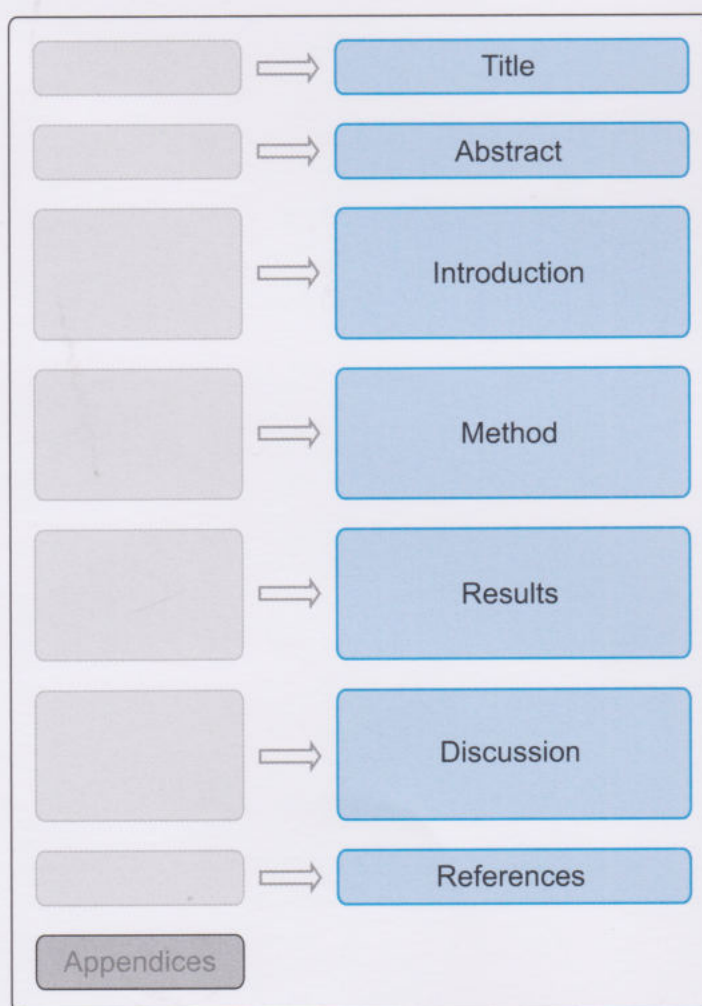 Title
Abstract
Introduction
Method
Results
Discussion
References
Appendices